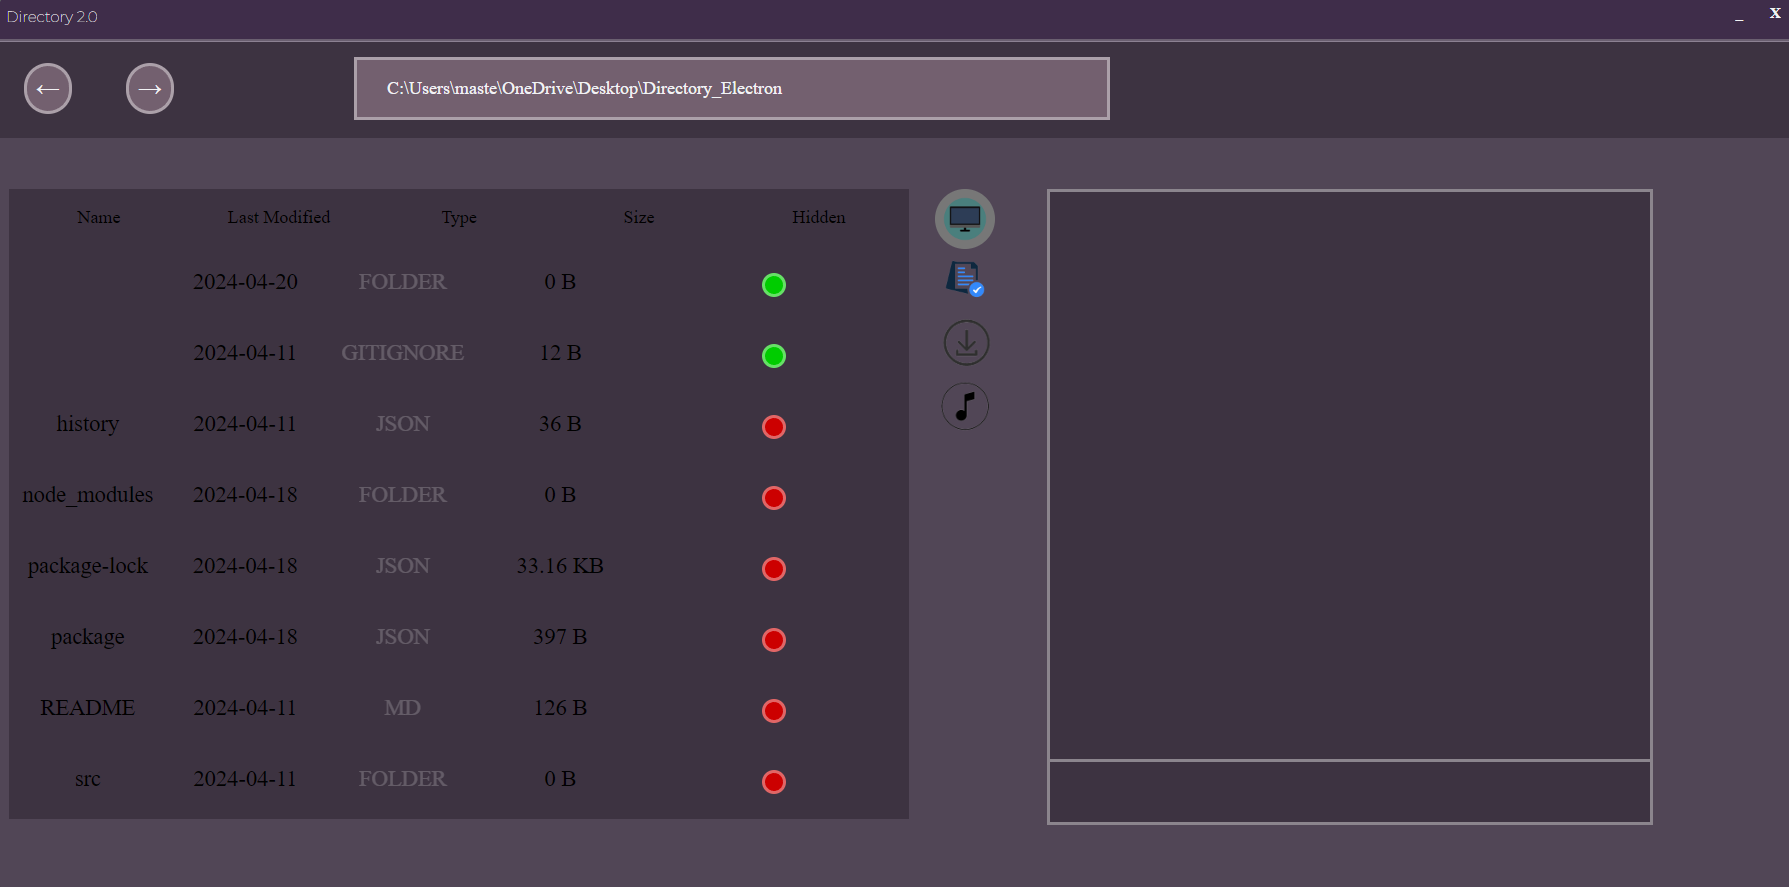 Directory 2.0
_ X
← →
C:\Users\maste\OneDrive\Desktop\Directory_Electron
Name Last Modified Type Size Hidden
2024-04-20 FOLDER 0 B
2024-04-11 GITIGNORE 12 B
history 2024-04-11 JSON 36 B
node_modules 2024-04-18 FOLDER 0 B
package-lock 2024-04-18 JSON 33.16 KB
package 2024-04-18 JSON 397 B
README 2024-04-11 MD 126 B
src 2024-04-11 FOLDER 0 B